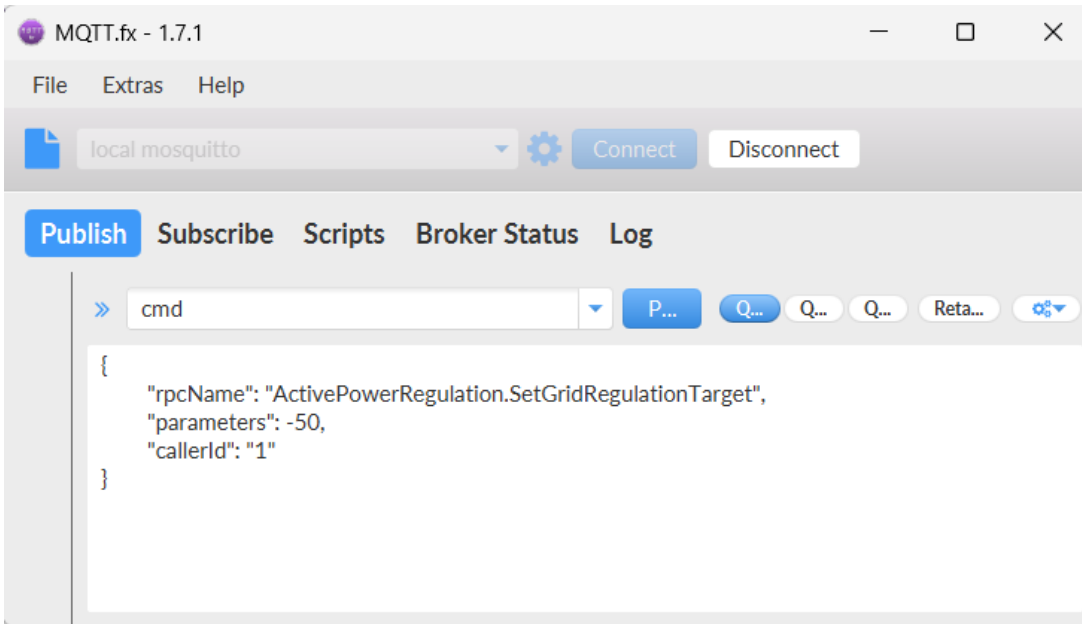 MQTT.fx - 1.7.1
File Extras Help
local mosquitto Connect Disconnect
Publish Subscribe Scripts Broker Status Log
cmd P... Q... Q... Q... Reta...
{
"rpcName": "ActivePowerRegulation.SetGridRegulationTarget",
"parameters": -50,
"callerId": "1"
}